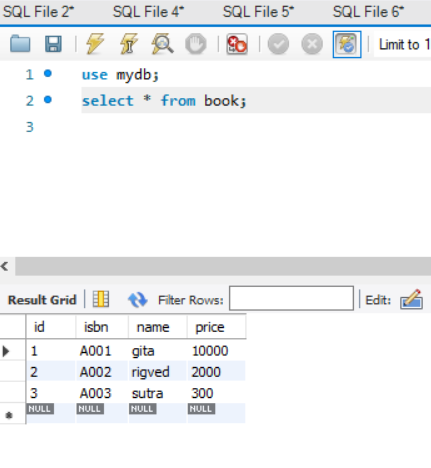 SQL File 2* SQL File 4* SQL File 5* SQL File 6*
Limit to 1
1 use mydb;
2 select * from book;
3
Result Grid Filter Rows: Edit:
id isbn name price
1 A001 gita 10000
2 A002 rigved 2000
3 A003 sutra 300
NULL NULL NULL NULL